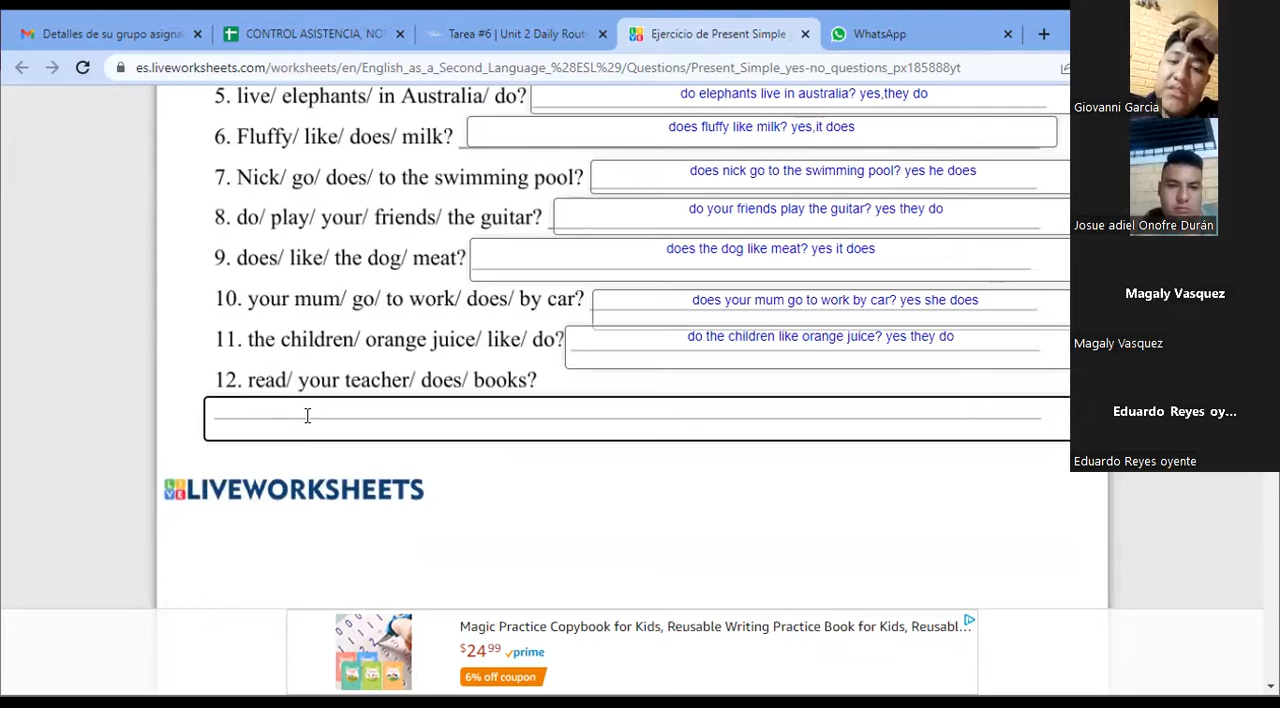 Detalles de su grupo asigna
CONTROL ASISTENCIA, NOT
Tarea #6 | Unit 2 Daily Rout
Ejercicio de Present Simple
WhatsApp
es.liveworksheets.com/worksheets/en/English_as_a_Second_Language_%28ESL%29/Questions/Present_Simple_yes-no_questions_px185888yt
5. live/ elephants/ in Australia/ do? do elephants live in australia? yes,they do
6. Fluffy/ like/ does/ milk? does fluffy like milk? yes,it does
7. Nick/ go/ does/ to the swimming pool? does nick go to the swimming pool? yes he does
8. do/ play/ your/ friends/ the guitar? do your friends play the guitar? yes they do
9. does/ like/ the dog/ meat? does the dog like meat? yes it does
10. your mum/ go/ to work/ does/ by car? does your mum go to work by car? yes she does
11. the children/ orange juice/ like/ do? do the children like orange juice? yes they do
12. read/ your teacher/ does/ books?
LIVE LIVEWORKSHEETS
Magic Practice Copybook for Kids, Reusable Writing Practice Book for Kids, Reusabl...
$24.99 prime
6% off coupon
Giovanni Garcia
Josue adiel Onofre Durán
Magaly Vasquez
Magaly Vasquez
Eduardo Reyes oy...
Eduardo Reyes oyente